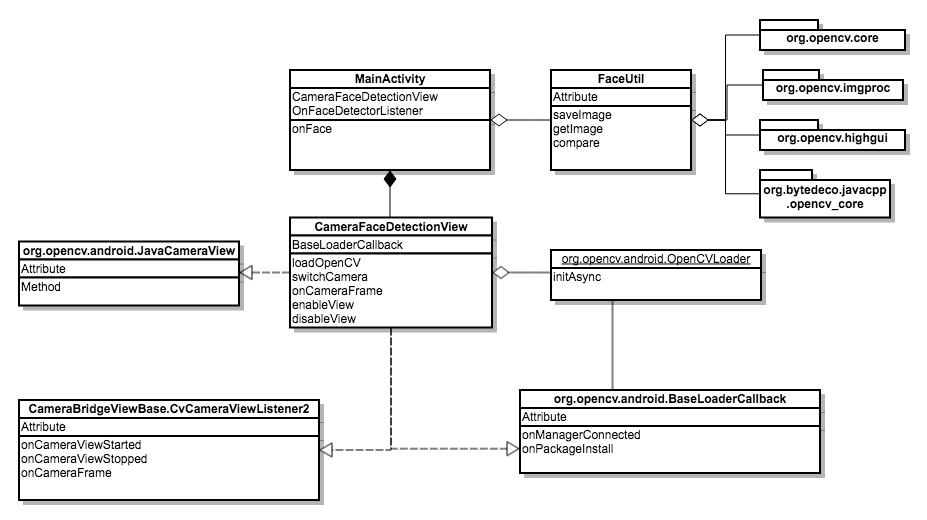 org.opencv.core
MainActivity
CameraFaceDetectionView
OnFaceDetectorListener
onFace
FaceUtil
Attribute
saveImage
getImage
compare
org.opencv.imgproc
org.opencv.highgui
org.bytedeco.javacpp
.opencv_core
CameraFaceDetectionView
BaseLoaderCallback
loadOpenCV
switchCamera
onCameraFrame
enableView
disableView
org.opencv.android.JavaCameraView
Attribute
Method
org.opencv.android.OpenCVLoader
initAsync
CameraBridgeViewBase.CvCameraViewListener2
Attribute
onCameraViewStarted
onCameraViewStopped
onCameraFrame
org.opencv.android.BaseLoaderCallback
Attribute
onManagerConnected
onPackageInstall